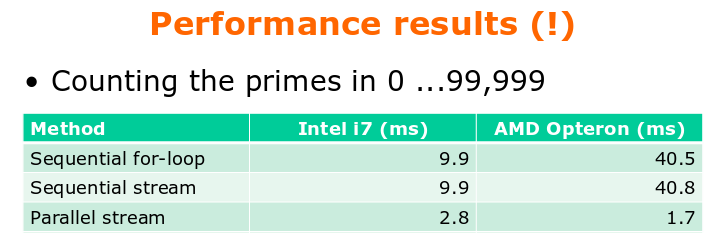 Performance results (!)
• Counting the primes in 0 ...99,999
Method Intel i7 (ms) AMD Opteron (ms)
Sequential for-loop 9.9 40.5
Sequential stream 9.9 40.8
Parallel stream 2.8 1.7